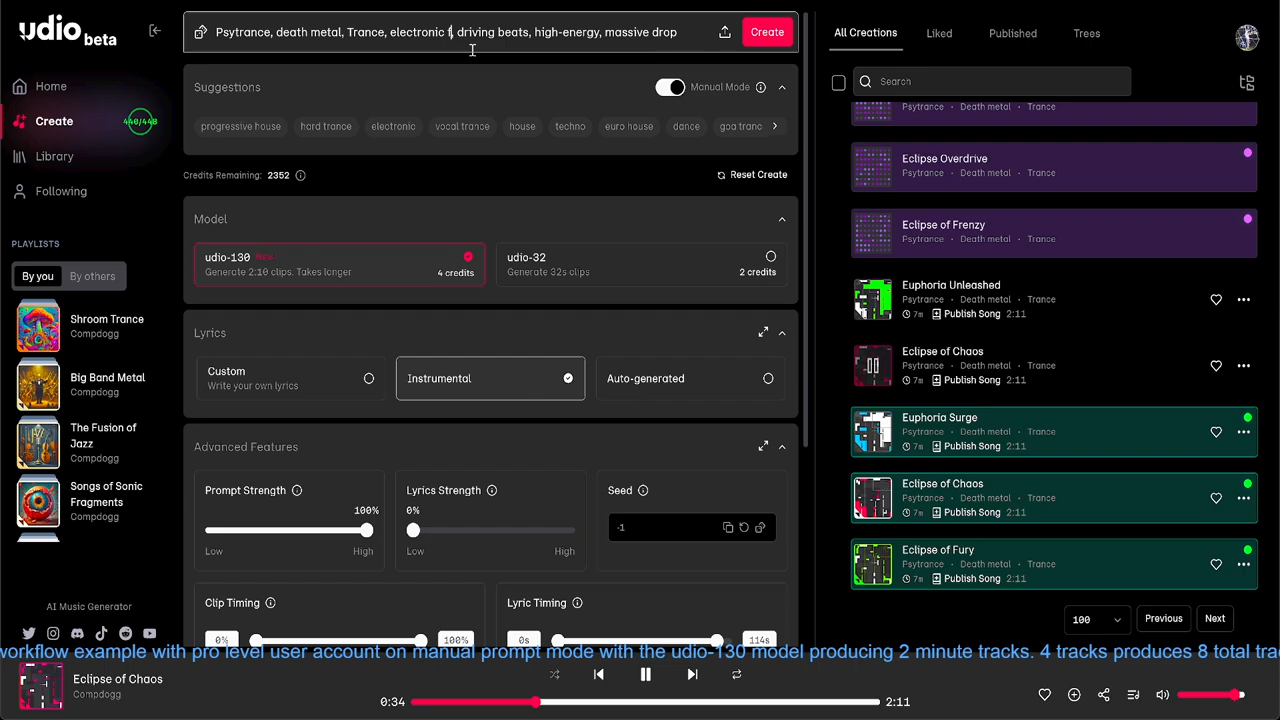 udio beta
Home
Create
440/448
Library
Following
PLAYLISTS
By you
By others
Shroom Trance
Compdogg
Big Band Metal
Compdogg
The Fusion of
Jazz
Compdogg
Songs of Sonic
Fragments
Compdogg
AI Music Generator
Psytrance, death metal, Trance, electronic f, driving beats, high-energy, massive drop
Create
Suggestions
Manual Mode
progressive house
hard trance
electronic
vocal trance
house
techno
euro house
dance
goa tranc
Credits Remaining: 2352
Reset Create
Model
udio-130 New
Generate 2:10 clips. Takes longer
4 credits
udio-32
Generate 32s clips
2 credits
Lyrics
Custom
Write your own lyrics
Instrumental
Auto-generated
Advanced Features
Prompt Strength
100%
Low
High
Lyrics Strength
0%
Low
High
Seed
-1
Clip Timing
0%
100%
Lyric Timing
0s
114s
All Creations
Liked
Published
Trees
Search
Psytrance • Death metal • Trance
Eclipse Overdrive
Psytrance • Death metal • Trance
Eclipse of Frenzy
Psytrance • Death metal • Trance
Euphoria Unleashed
Psytrance • Death metal • Trance
7m Publish Song 2:11
Eclipse of Chaos
Psytrance • Death metal • Trance
7m Publish Song 2:11
Euphoria Surge
Psytrance • Death metal • Trance
7m Publish Song 2:11
Eclipse of Chaos
Psytrance • Death metal • Trance
7m Publish Song 2:11
Eclipse of Fury
Psytrance • Death metal • Trance
7m Publish Song 2:11
100
Previous
Next
workflow example with pro level user account on manual prompt mode with the udio-130 model producing 2 minute tracks. 4 tracks produces 8 total tra
Eclipse of Chaos
Compdogg
0:34
2:11